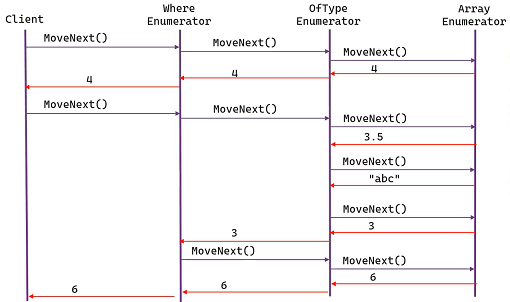 Client
Where
Enumerator
OfType
Enumerator
Array
Enumerator
MoveNext()
MoveNext()
MoveNext()
4
4
4
MoveNext()
MoveNext()
MoveNext()
3.5
MoveNext()
"abc"
MoveNext()
3
3
MoveNext()
MoveNext()
6
6
6